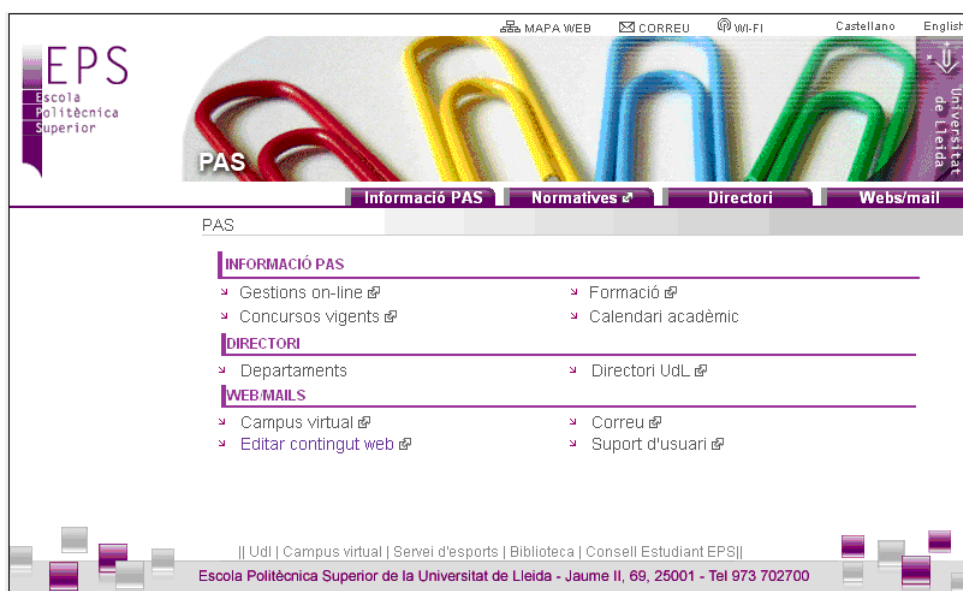 MAPA WEB CORREU WI-FI Castellano English
EPS
Escola
Politècnica
Superior
Universitat
de Lleida
PAS
Informació PAS Normatives Directori Webs/mail
PAS
INFORMACIÓ PAS
Gestions on-line Formació
Concursos vigents Calendari acadèmic
DIRECTORI
Departaments Directori UdL
WEB/MAILS
Campus virtual Correu
Editar contingut web Suport d'usuari
|| Udl | Campus virtual | Servei d'esports | Biblioteca | Consell Estudiant EPS||
Escola Politècnica Superior de la Universitat de Lleida - Jaume II, 69, 25001 - Tel 973 702700